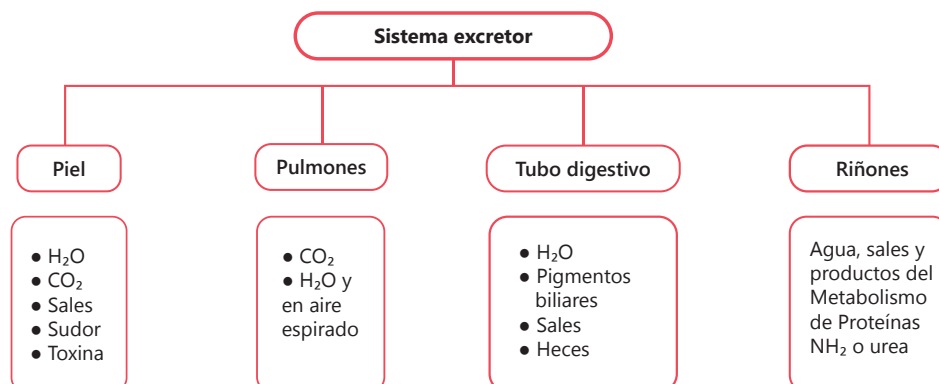 Sistema excretor
Piel
Pulmones
Tubo digestivo
Riñones
● H₂O
● CO₂
● Sales
● Sudor
● Toxina
● CO₂
● H₂O y
en aire
espirado
● H₂O
● Pigmentos
biliares
● Sales
● Heces
Agua, sales y
productos del
Metabolismo
de Proteínas
NH₂ o urea